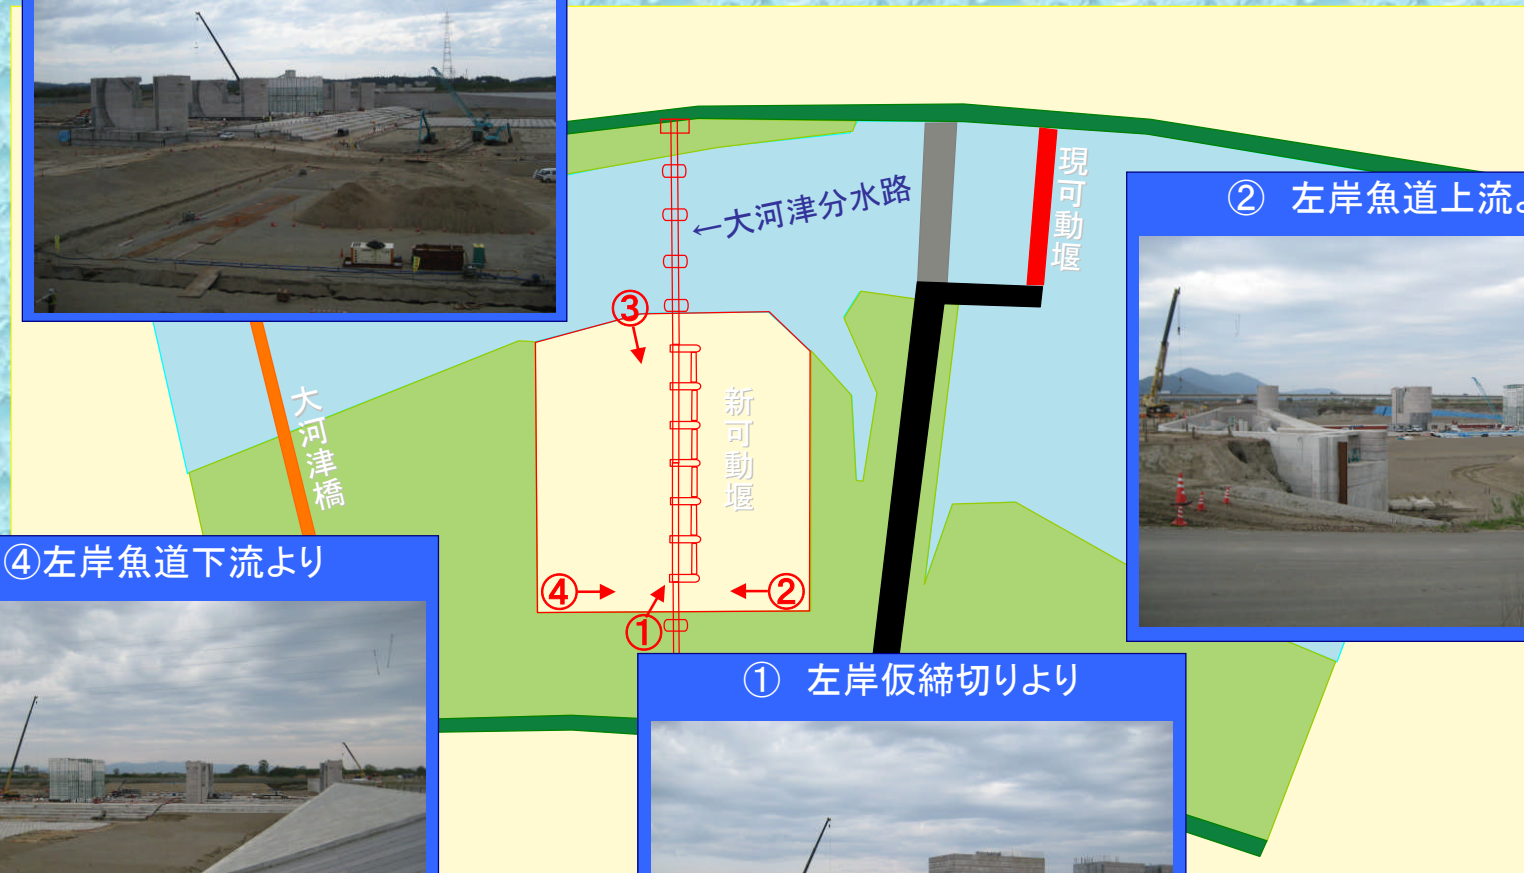 ←大河津分水路
現可動堰
② 左岸魚道上流
③
大河津橋
新可動堰
④左岸魚道下流より
④
②
①
① 左岸仮締切りより